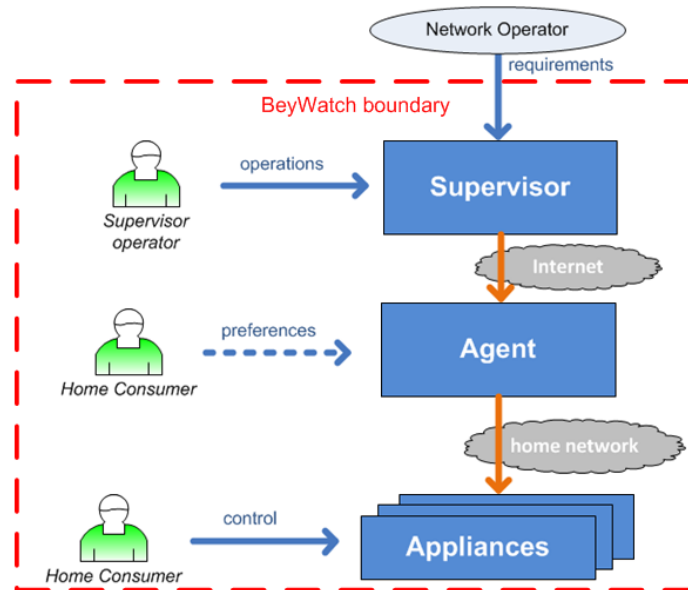 Network Operator
requirements
BeyWatch boundary
operations
Supervisor
Supervisor
operator
Internet
preferences
Agent
Home Consumer
home network
control
Appliances
Home Consumer